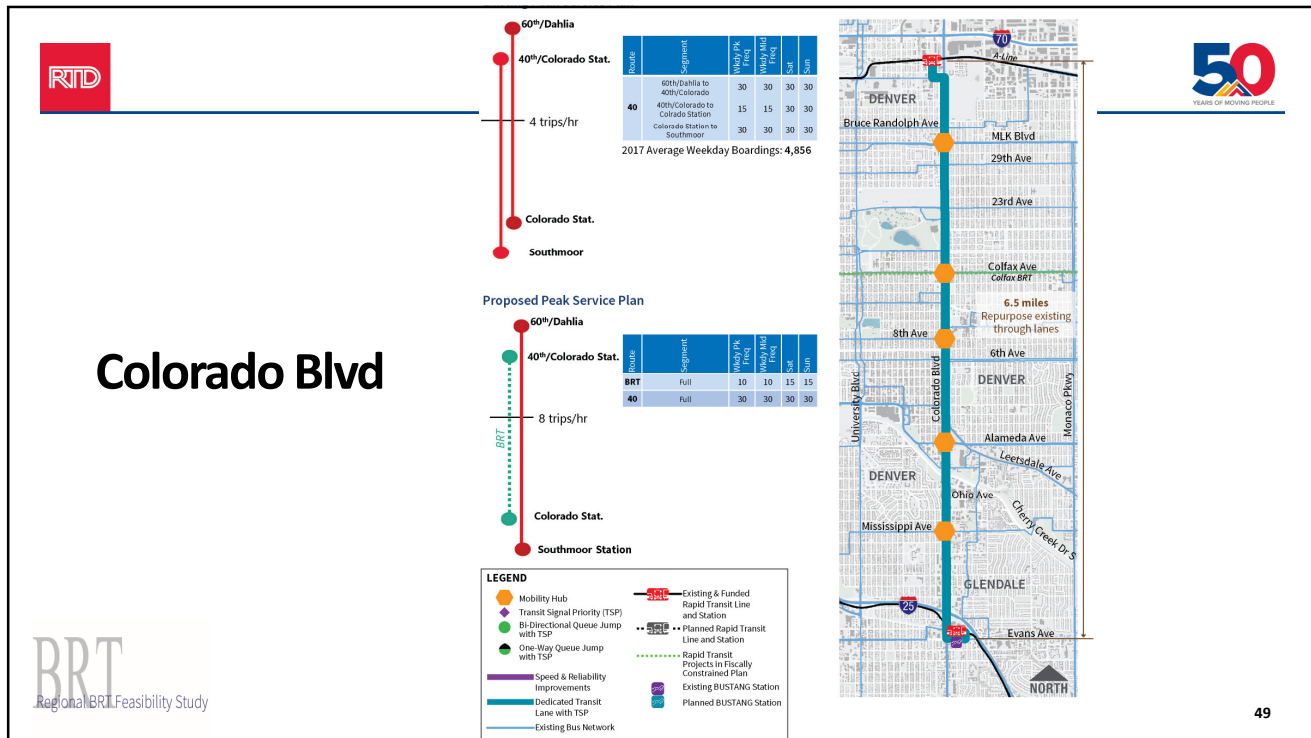 60th/Dahlia
40th/Colorado Stat.
4 trips/hr
Colorado Stat.
Southmoor
Route Segment Wkdy Pk Freq Wkdy Mid Freq Sat Sun
40
60th/Dahlia to 40th/Colorado 30 30 30 30
40th/Colorado to Colrado Station 15 15 30 30
Colorado Station to Southmoor 30 30 30 30
2017 Average Weekday Boardings: 4,856
RTD
50
YEARS OF MOVING PEOPLE
Colorado Blvd
Proposed Peak Service Plan
60th/Dahlia
40th/Colorado Stat.
8 trips/hr
BRT
Colorado Stat.
Southmoor Station
Route Segment Wkdy Pk Freq Wkdy Mid Freq Sat Sun
BRT Full 10 10 15 15
40 Full 30 30 30 30
LEGEND
Mobility Hub
Transit Signal Priority (TSP)
Bi-Directional Queue Jump
with TSP
One-Way Queue Jump
with TSP
Speed & Reliability
Improvements
Dedicated Transit
Lane with TSP
Existing Bus Network
Existing & Funded
Rapid Transit Line
and Station
Planned Rapid Transit
Line and Station
Rapid Transit
Projects in Fiscally
Constrained Plan
Existing BUSTANG Station
Planned BUSTANG Station
70
A-Line
DENVER
Bruce Randolph Ave
MLK Blvd
29th Ave
23rd Ave
Colfax Ave
Colfax BRT
6.5 miles
Repurpose existing
through lanes
8th Ave
6th Ave
DENVER
University Blvd
Colorado Blvd
Monaco Pkwy
Alameda Ave
Leetsdale Ave
DENVER
Ohio Ave
Cherry Creek Dr S
Mississippi Ave
GLENDALE
25
Evans Ave
NORTH
BRT
Regional BRT Feasibility Study
49